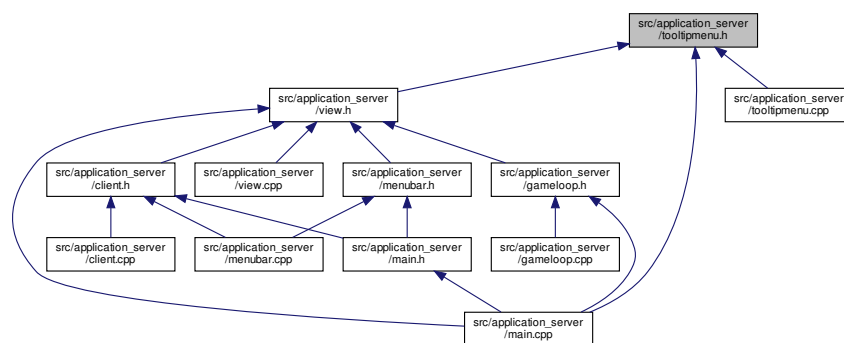 src/application_server
/tooltipmenu.h
src/application_server
/view.h
src/application_server
/tooltipmenu.cpp
src/application_server
/client.h
src/application_server
/view.cpp
src/application_server
/menubar.h
src/application_server
/gameloop.h
src/application_server
/client.cpp
src/application_server
/menubar.cpp
src/application_server
/main.h
src/application_server
/gameloop.cpp
src/application_server
/main.cpp